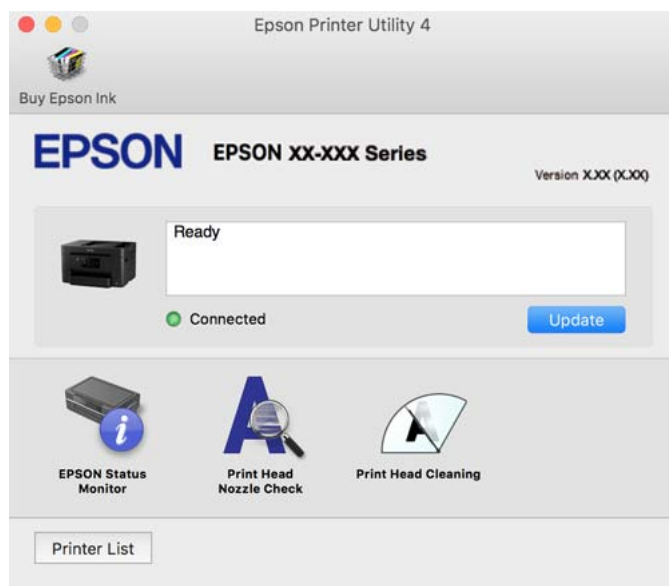 Epson Printer Utility 4
Buy Epson Ink
EPSON
EPSON XX-XXX Series
Version X.XX (X.XX)
Ready
Connected
Update
EPSON Status
Monitor
Print Head
Nozzle Check
Print Head Cleaning
Printer List